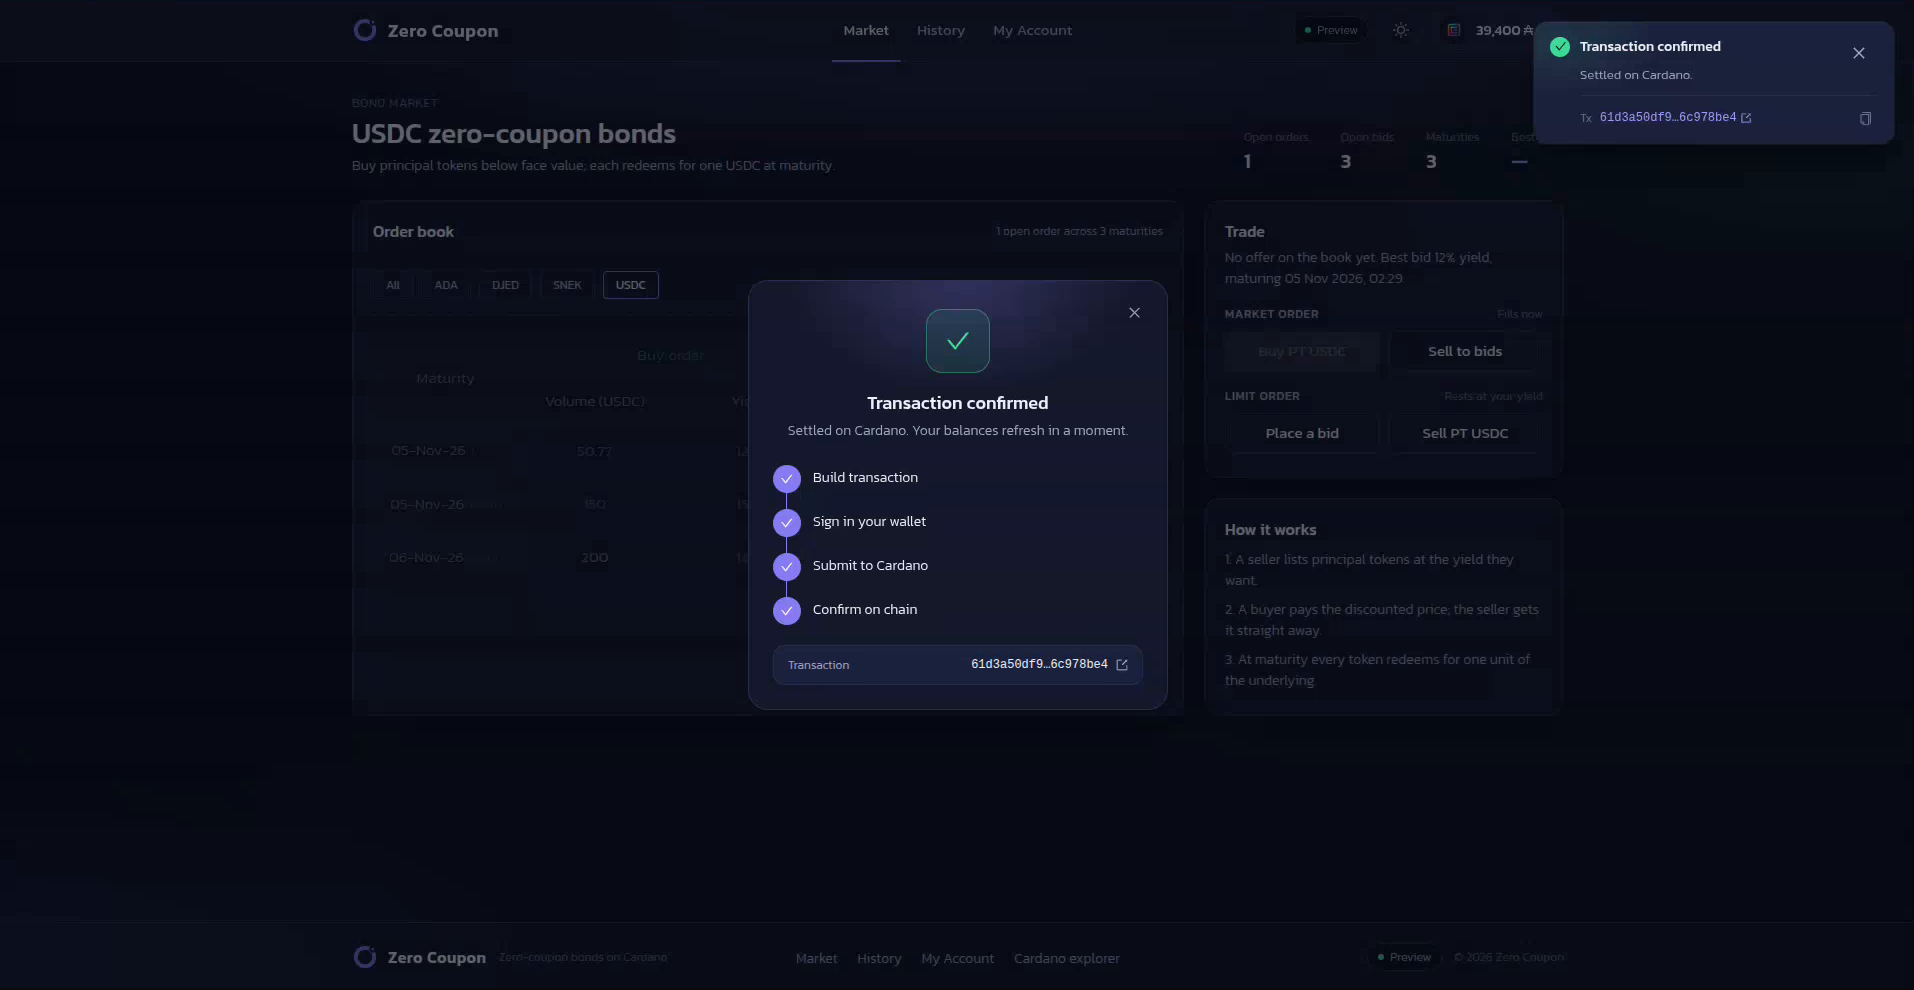 Zero Coupon
Market
History
My Account
Preview
39,400 ₳
Transaction confirmed
Settled on Cardano.
Tx 61d3a50df9…6c978be4
BOND MARKET
USDC zero-coupon bonds
Buy principal tokens below face value; each redeems for one USDC at maturity.
Open orders
1
Open bids
3
Maturities
3
Best
—
Order book
1 open order across 3 maturities
All
ADA
DJED
SNEK
USDC
Buy order
Maturity
Volume (USDC)
05-Nov-26
50.77
05-Nov-26
150
06-Nov-26
200
Transaction confirmed
Settled on Cardano. Your balances refresh in a moment.
Build transaction
Sign in your wallet
Submit to Cardano
Confirm on chain
Transaction
61d3a50df9…6c978be4
Trade
No offer on the book yet. Best bid 12% yield,
maturing 05 Nov 2026, 02:29.
MARKET ORDER
Fills now
Buy PT USDC
Sell to bids
LIMIT ORDER
Rests at your yield
Place a bid
Sell PT USDC
How it works
1. A seller lists principal tokens at the yield they
want.
2. A buyer pays the discounted price; the seller gets
it straight away.
3. At maturity every token redeems for one unit of
the underlying.
Zero Coupon
Zero-coupon bonds on Cardano
Market
History
My Account
Cardano explorer
Preview
© 2026 Zero Coupon